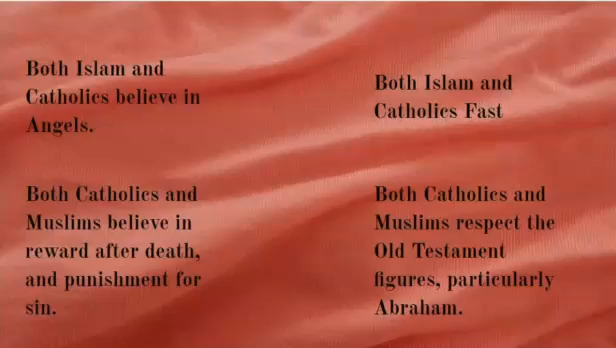 Both Islam and
Catholics believe in
Angels.
Both Islam and
Catholics Fast
Both Catholics and
Muslims believe in
reward after death,
and punishment for
sin.
Both Catholics and
Muslims respect the
Old Testament
figures, particularly
Abraham.